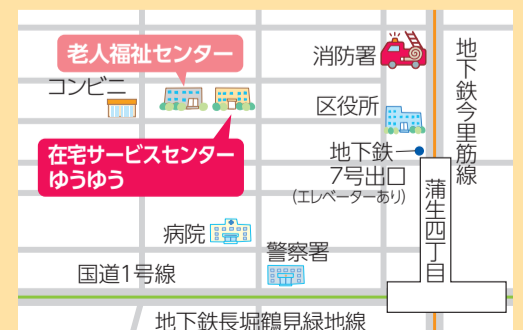 老人福祉センター
消防署
コンビニ
区役所
地下鉄今里筋線
在宅サービスセンター
ゆうゆう
地下鉄
7号出口
(エレベーターあり)
蒲生四丁目
病院
警察署
国道1号線
地下鉄長堀鶴見緑地線